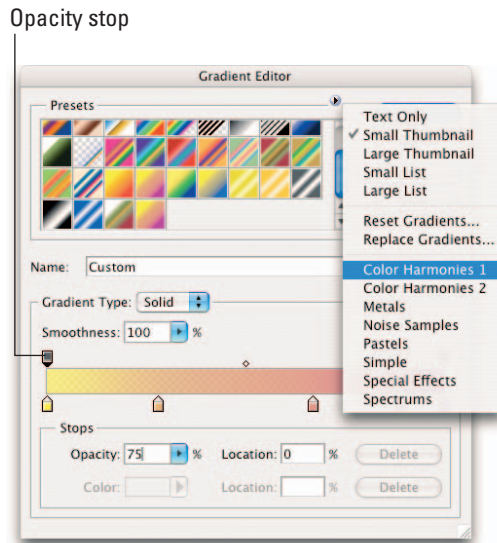 Opacity stop
Gradient Editor
Presets
Text Only
✓ Small Thumbnail
Large Thumbnail
Small List
Large List
Reset Gradients...
Replace Gradients...
Color Harmonies 1
Color Harmonies 2
Metals
Noise Samples
Pastels
Simple
Special Effects
Spectrums
Name: Custom
Gradient Type: Solid
Smoothness: 100 %
Stops
Opacity: 75 % Location: 0 % Delete
Color: Location: % Delete